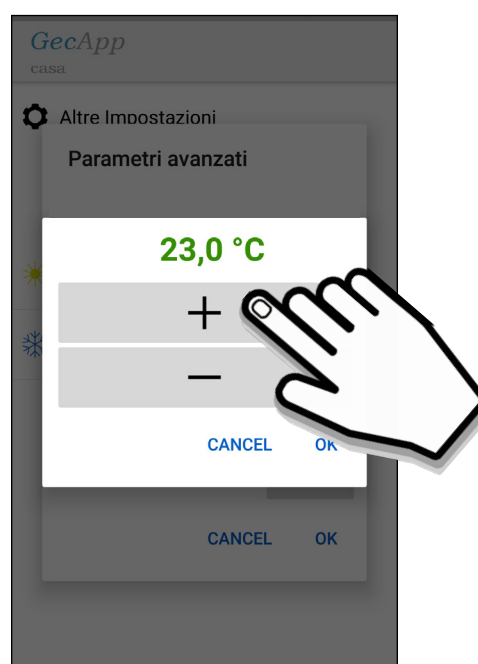 GecApp
casa
Altre Impostazioni
Parametri avanzati
23,0 °C
+
−
CANCEL OK
CANCEL OK